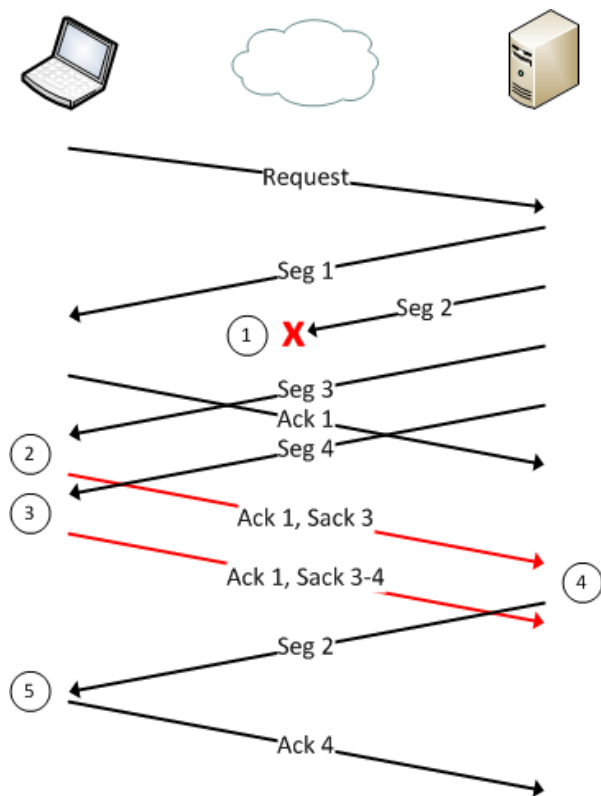 Request
Seg 1
Seg 2
1
X
Seg 3
Ack 1
Seg 4
2
Ack 1, Sack 3
3
Ack 1, Sack 3-4
4
Seg 2
5
Ack 4